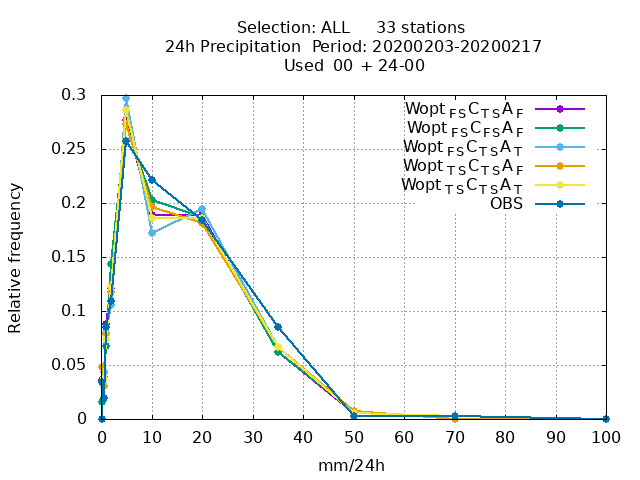 Selection: ALL     33 stations
24h Precipitation  Period: 20200203-20200217
Used  00 + 24-00
Relative frequency
0.3
0.25
0.2
0.15
0.1
0.05
0
Wopt FS C TS A F
Wopt FS C FS A F
Wopt FS C TS A T
Wopt TS C TS A F
Wopt TS C TS A T
OBS
0 10 20 30 40 50 60 70 80 90 100
mm/24h